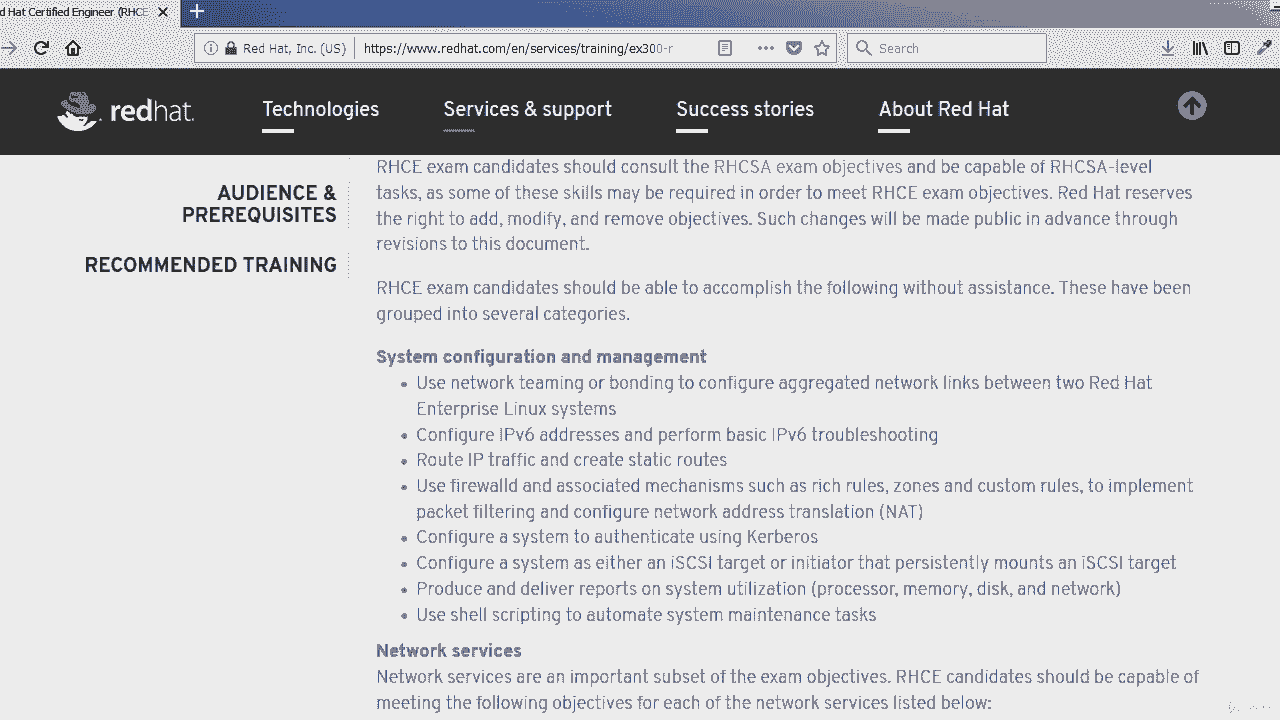 d Hat Certified Engineer (RHCE
Red Hat, Inc. (US)
https://www.redhat.com/en/services/training/ex300-r
Search
redhat.
Technologies
Services & support
Success stories
About Red Hat
AUDIENCE &
PREREQUISITES
RECOMMENDED TRAINING
RHCE exam candidates should consult the RHCSA exam objectives and be capable of RHCSA-level
tasks, as some of these skills may be required in order to meet RHCE exam objectives. Red Hat reserves
the right to add, modify, and remove objectives. Such changes will be made public in advance through
revisions to this document.
RHCE exam candidates should be able to accomplish the following without assistance. These have been
grouped into several categories.
System configuration and management
• Use network teaming or bonding to configure aggregated network links between two Red Hat
Enterprise Linux systems
• Configure IPv6 addresses and perform basic IPv6 troubleshooting
• Route IP traffic and create static routes
• Use firewalld and associated mechanisms such as rich rules, zones and custom rules, to implement
packet filtering and configure network address translation (NAT)
• Configure a system to authenticate using Kerberos
• Configure a system as either an iSCSI target or initiator that persistently mounts an iSCSI target
• Produce and deliver reports on system utilization (processor, memory, disk, and network)
• Use shell scripting to automate system maintenance tasks
Network services
Network services are an important subset of the exam objectives. RHCE candidates should be capable of
meeting the following objectives for each of the network services listed below: